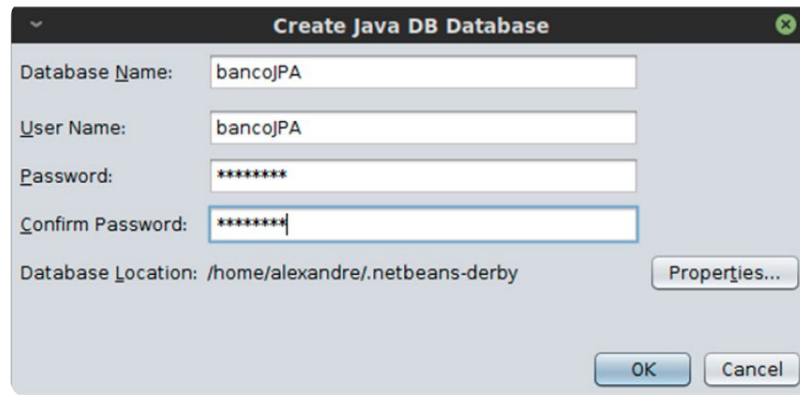 Create Java DB Database
Database Name: bancoJPA
User Name: bancoJPA
Password: ********
Confirm Password: ********
Database Location: /home/alexandre/.netbeans-derby Properties...
OK Cancel